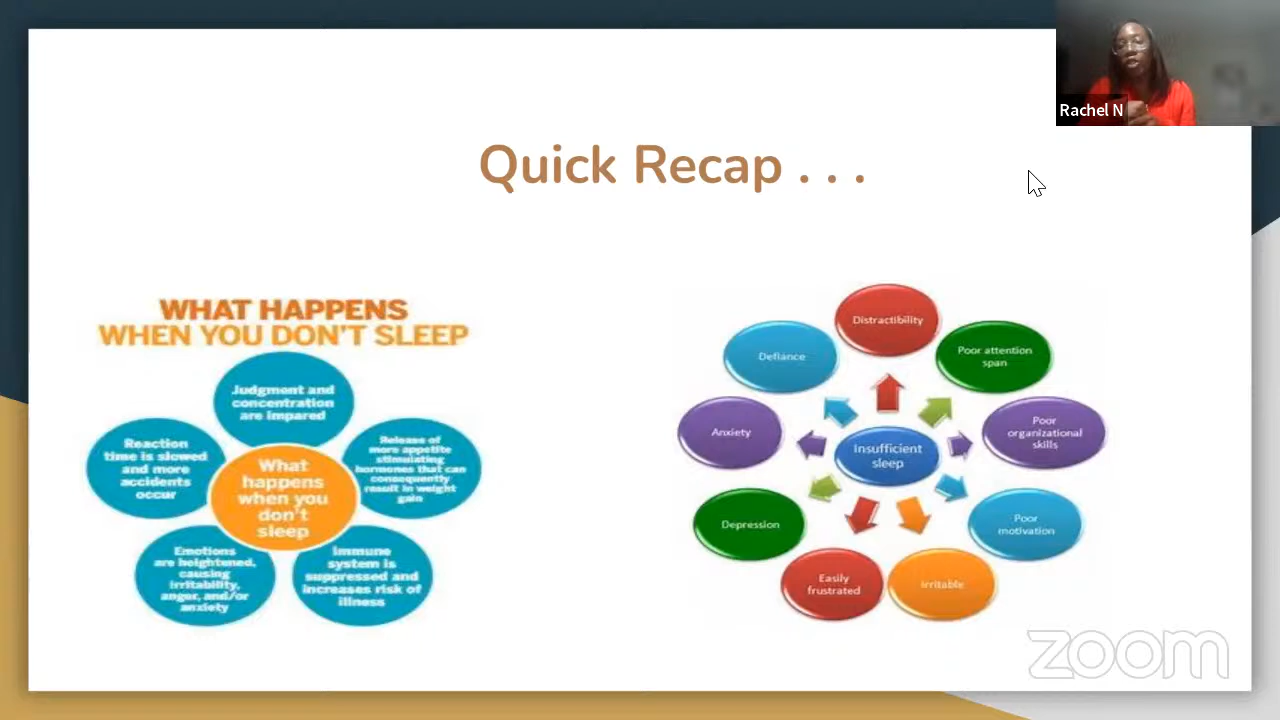 Rachel N
Quick Recap . . .
WHAT HAPPENS
WHEN YOU DON'T SLEEP
Judgment and
concentration
are impared
Reaction
time is slowed
and more
accidents
occur
Release of
more appetite
stimulating
hormones that can
consequently
result in weight
gain
What
happens
when you
don't
sleep
Emotions
are heightened,
causing
irritability,
anger, and/or
anxiety
Immune
system is
suppressed and
increases risk of
illness
Distractibility
Defiance
Poor attention
span
Anxiety
Poor
organizational
skills
Insufficient
sleep
Depression
Poor
motivation
Easily
frustrated
Irritable
zoom